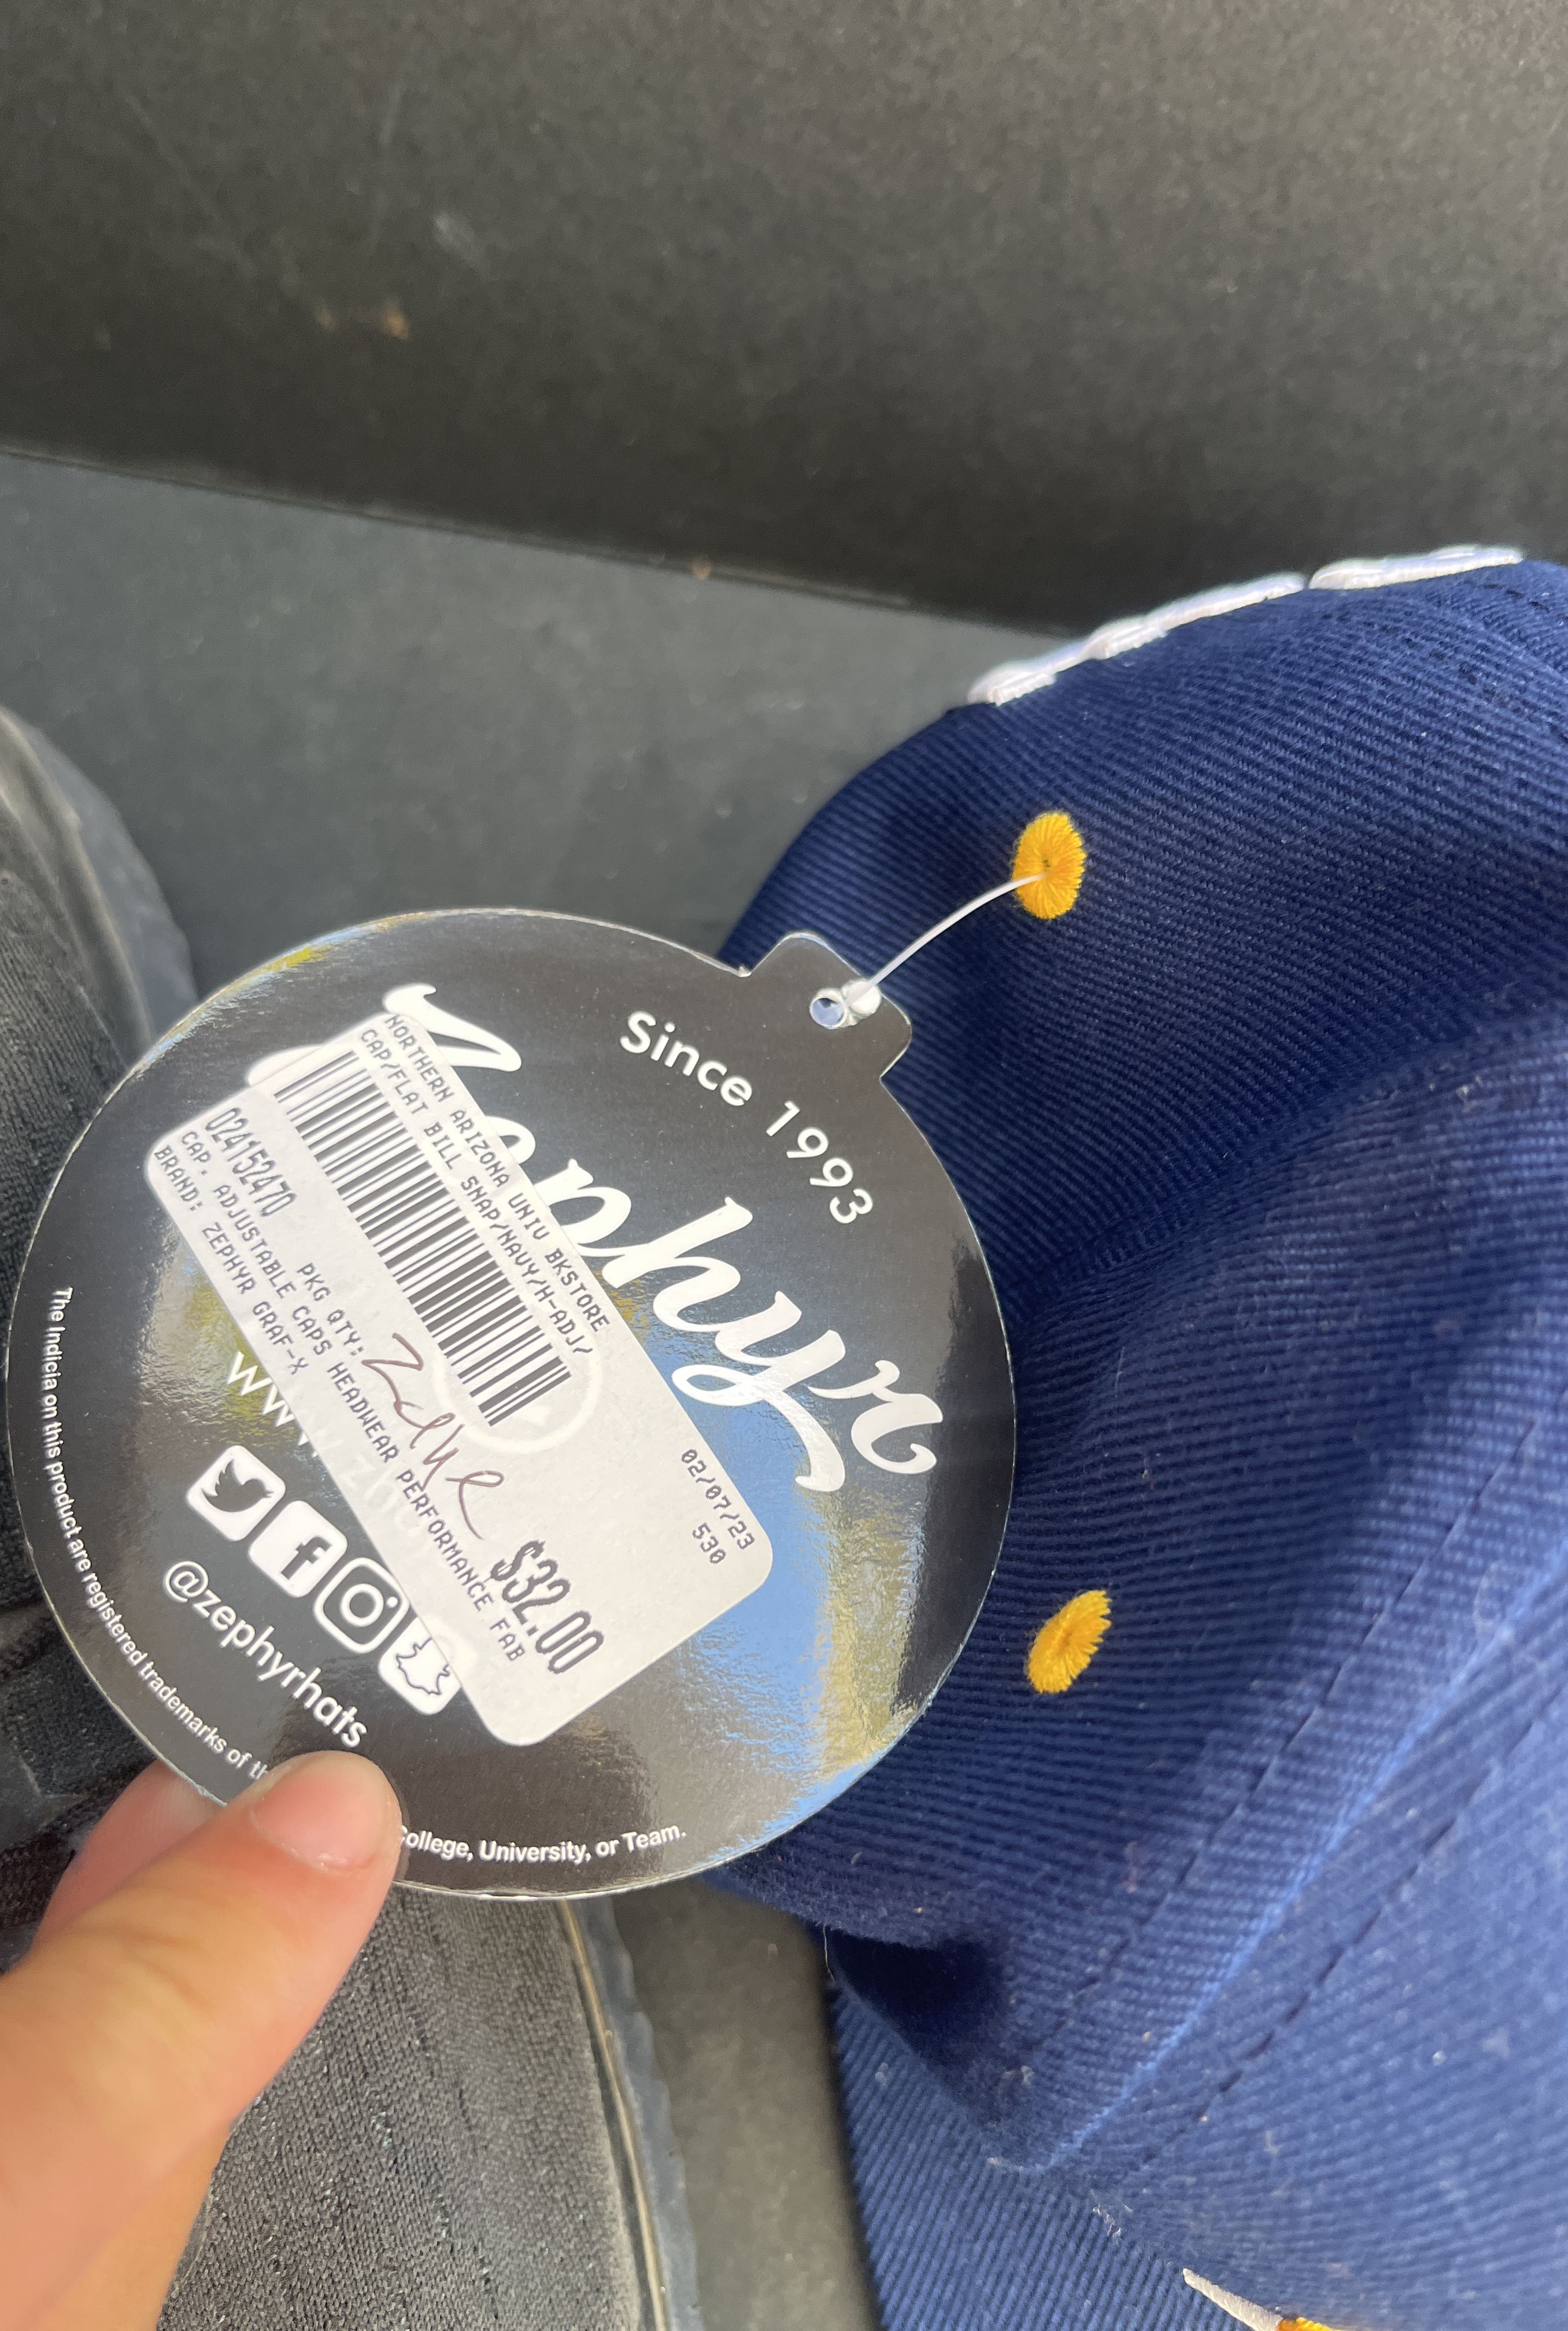 Since 1993
Zephyr
NORTHERN ARIZONA UNIV BKSTORE
CAP/FLAT BILL SNAP/NAVY/H-ADJ/
02/07/23
530
024152470 PKG QTY:
$32.00
CAP. ADJUSTABLE CAPS HEADWEAR PERFORMANCE FAB
BRAND: ZEPHYR GRAF-X
@zephyrhats
The Indicia on this product are registered trademarks of College, University, or Team.